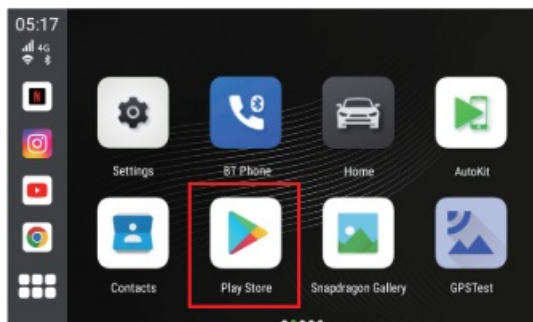 05:17
4G
N
Settings
BT Phone
Home
AutoKit
Contacts
Play Store
Snapdragon Gallery
GPSTest